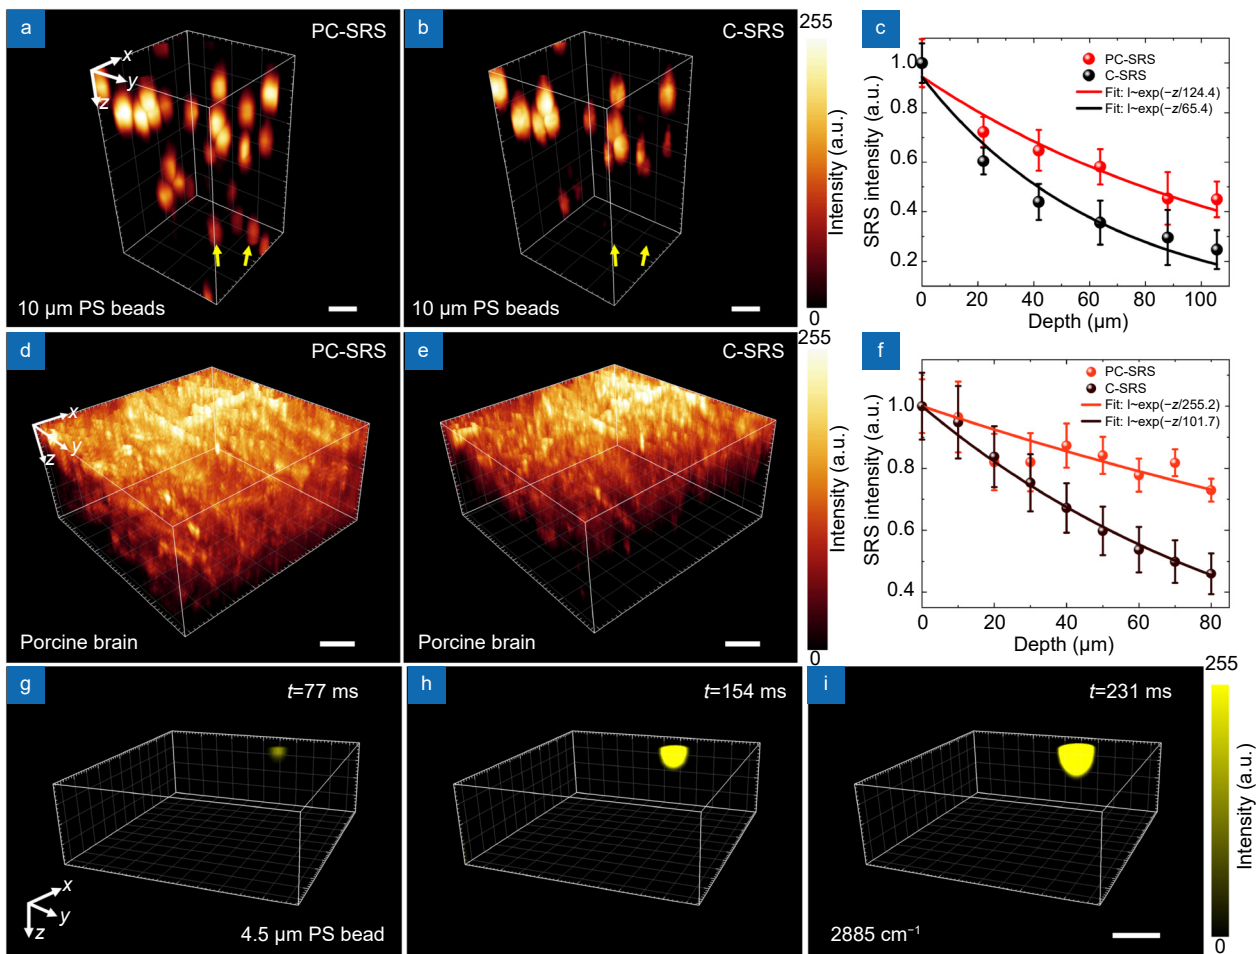 a
PC-SRS
x
y
z
10 μm PS beads
b
C-SRS
10 μm PS beads
255
Intensity (a.u.)
0
c
PC-SRS
C-SRS
Fit: I~exp(−z/124.4)
Fit: I~exp(−z/65.4)
SRS intensity (a.u.)
1.0
0.8
0.6
0.4
0.2
0 20 40 60 80 100
Depth (μm)
d
PC-SRS
x
y
z
Porcine brain
e
C-SRS
Porcine brain
255
Intensity (a.u.)
0
f
PC-SRS
C-SRS
Fit: I~exp(−z/255.2)
Fit: I~exp(−z/101.7)
SRS intensity (a.u.)
1.0
0.8
0.6
0.4
0 20 40 60 80
Depth (μm)
g
t=77 ms
x
y
z
4.5 μm PS bead
h
t=154 ms
i
t=231 ms
2885 cm⁻¹
255
Intensity (a.u.)
0